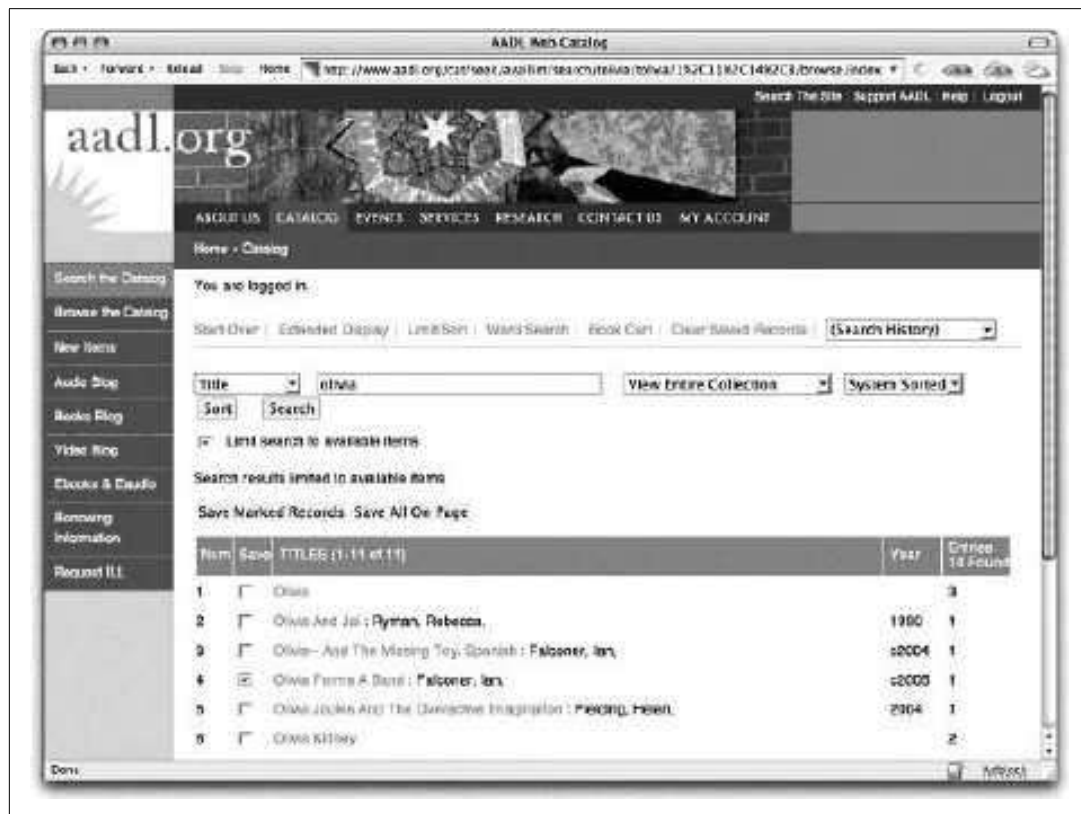 AADL Web Catalog
Back Forward Reload Stop Home
Search The Site Support AADL Help Logout
aadl.org
ABOUT US CATALOG EVENTS SERVICES RESEARCH CONTACT US MY ACCOUNT
Home » Catalog
Search the Catalog
Browse the Catalog
New Items
Audio Blog
Books Blog
Video Blog
Ebooks & Eaudio
Borrowing
Information
Request ILL
You are logged in.
Start Over | Extended Display | Limit/Sort | Word Search | Book Cart | Clear Saved Records | (Search History)
Title olivia View Entire Collection System Sorted
Sort Search
Limit search to available items
Search results limited to available items
Save Marked Records Save All On Page
Num Save TITLES (1-11 of 11) Year Entries
14 Found
1 Olivia 3
2 Olivia And Jai : Ryman, Rebecca, 1990 1
3 Olivia-- And The Missing Toy. Spanish : Falconer, Ian, c2004 1
4 Olivia Forms A Band : Falconer, Ian, 1
5 Olivia Joules And The Overactive Imagination : Fielding, Helen, 2004 1
6 Olivia Kidney 2
Done Adblock